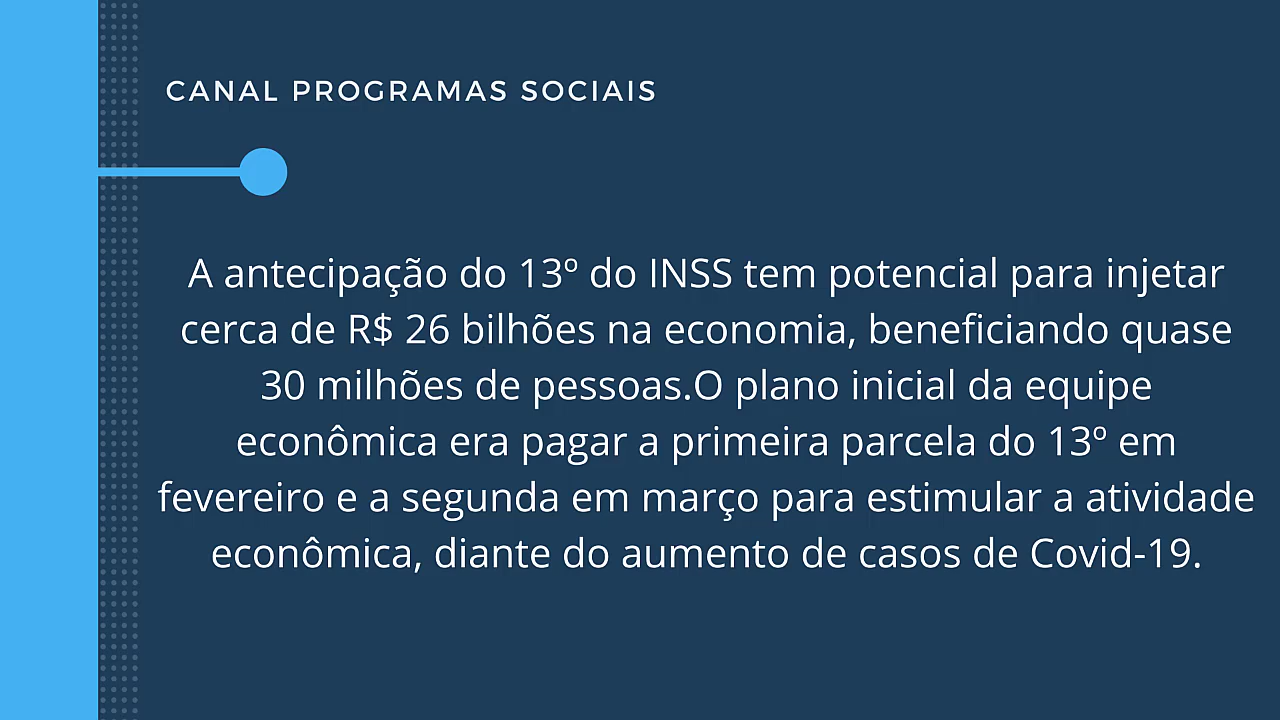 CANAL PROGRAMAS SOCIAIS
A antecipação do 13º do INSS tem potencial para injetar
cerca de R$ 26 bilhões na economia, beneficiando quase
30 milhões de pessoas.O plano inicial da equipe
econômica era pagar a primeira parcela do 13º em
fevereiro e a segunda em março para estimular a atividade
econômica, diante do aumento de casos de Covid-19.